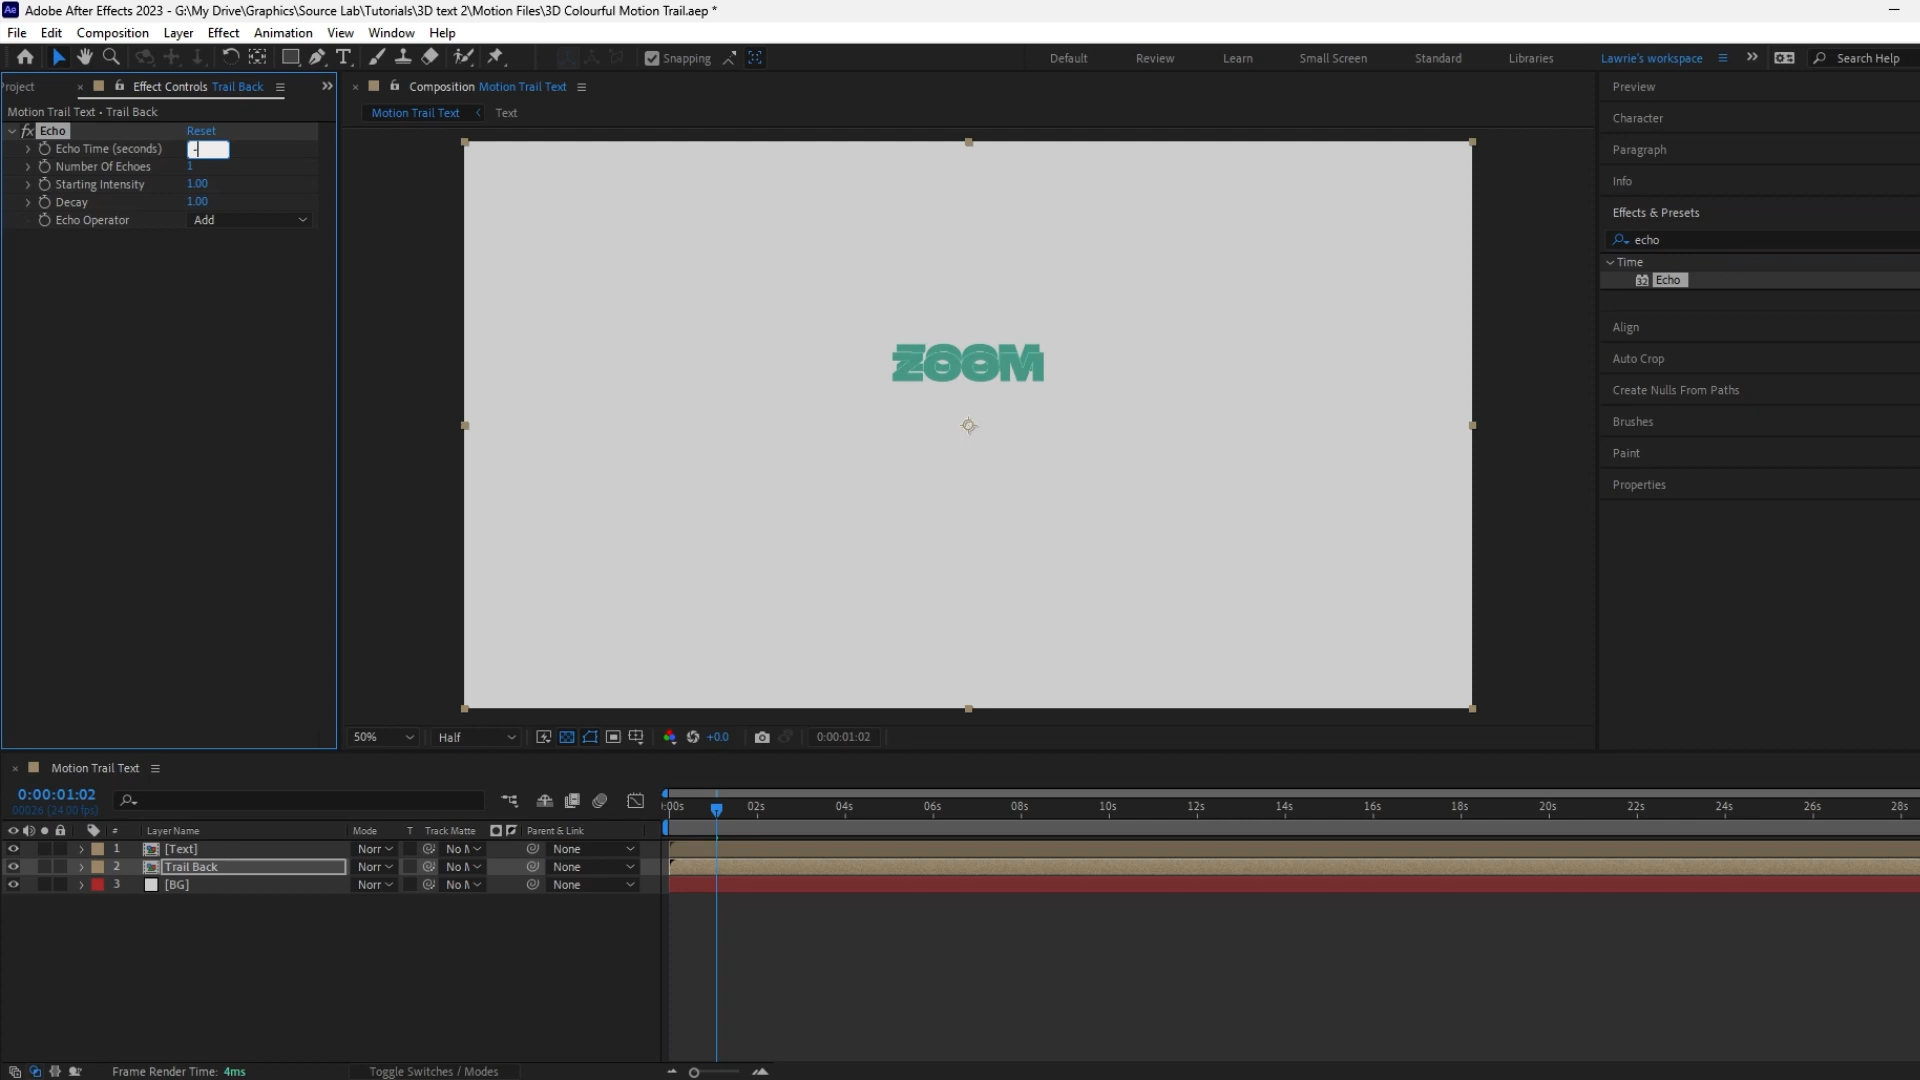 Adobe After Effects 2023 - G:\My Drive\Graphics\Source Lab\Tutorials\3D text 2\Motion Files\3D Colourful Motion Trail.aep *
File Edit Composition Layer Effect Animation View Window Help
Snapping Default Review Learn Small Screen Standard Libraries Lawrie's workspace Search Help
Project Effect Controls Trail Back
Composition Motion Trail Text
Motion Trail Text • Trail Back
Motion Trail Text Text
fx Echo Reset
Echo Time (seconds) -
Number Of Echoes 1
Starting Intensity 1.00
Decay 1.00
Echo Operator Add
ZOOM
Preview
Character
Paragraph
Info
Effects & Presets
echo
Time
32 Echo
Align
Auto Crop
Create Nulls From Paths
Brushes
Paint
Properties
50% Half +0.0 0:00:01:02
Motion Trail Text
0:00:01:02
00026 (24.00 fps)
:00s 02s 04s 06s 08s 10s 12s 14s 16s 18s 20s 22s 24s 26s 28s
# Layer Name Mode T Track Matte Parent & Link
1 [Text] Norr No M None
2 Trail Back Norr No M None
3 [BG] Norr No M None
Frame Render Time: 4ms Toggle Switches / Modes